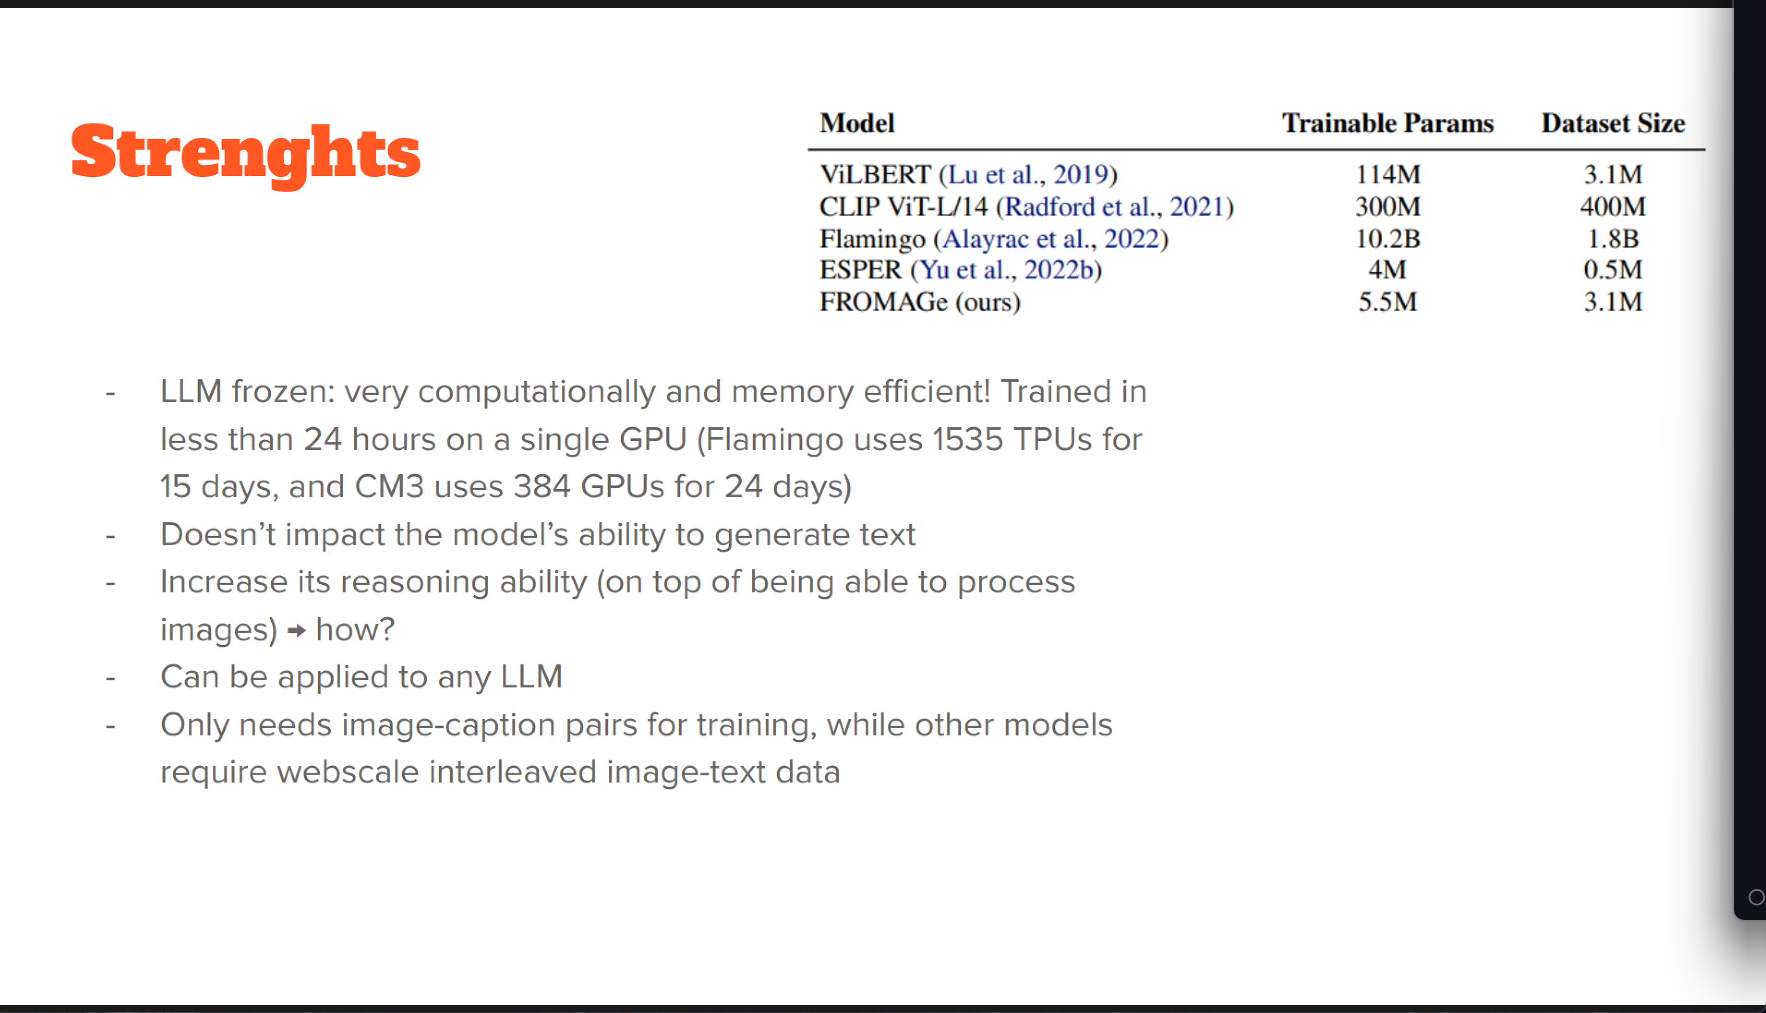 Strenghts
Model Trainable Params Dataset Size
ViLBERT (Lu et al., 2019) 114M 3.1M
CLIP ViT-L/14 (Radford et al., 2021) 300M 400M
Flamingo (Alayrac et al., 2022) 10.2B 1.8B
ESPER (Yu et al., 2022b) 4M 0.5M
FROMAGe (ours) 5.5M 3.1M
- LLM frozen: very computationally and memory efficient! Trained in
less than 24 hours on a single GPU (Flamingo uses 1535 TPUs for
15 days, and CM3 uses 384 GPUs for 24 days)
- Doesn’t impact the model’s ability to generate text
- Increase its reasoning ability (on top of being able to process
images) → how?
- Can be applied to any LLM
- Only needs image-caption pairs for training, while other models
require webscale interleaved image-text data